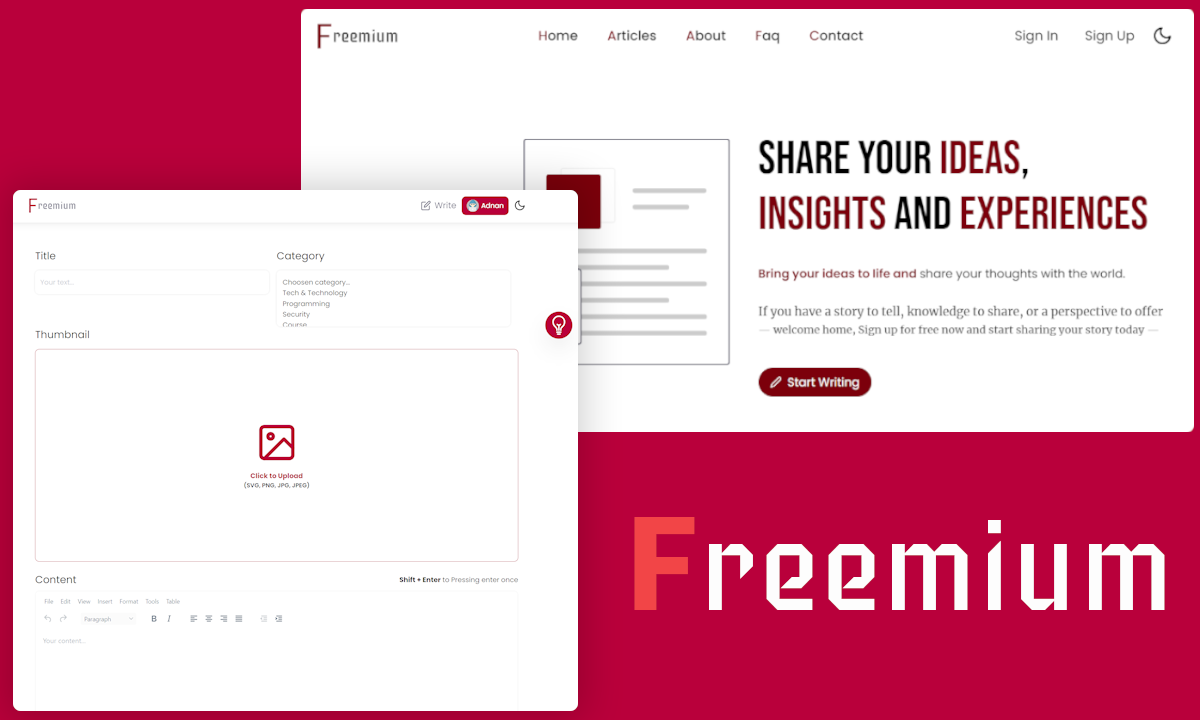 Freemium
Home Articles About Faq Contact
Sign In Sign Up
SHARE YOUR IDEAS,
INSIGHTS AND EXPERIENCES
Bring your ideas to life and share your thoughts with the world.
If you have a story to tell, knowledge to share, or a perspective to offer
— welcome home, Sign up for free now and start sharing your story today —
Start Writing
Freemium
Write Adnan
Title
Your text...
Category
Choosen category...
Tech & Technology
Programming
Security
Course
Thumbnail
Click to Upload
(SVG, PNG, JPG, JPEG)
Content
Shift + Enter to Pressing enter once
File Edit View Insert Format Tools Table
Paragraph B I
Your content...
Freemium